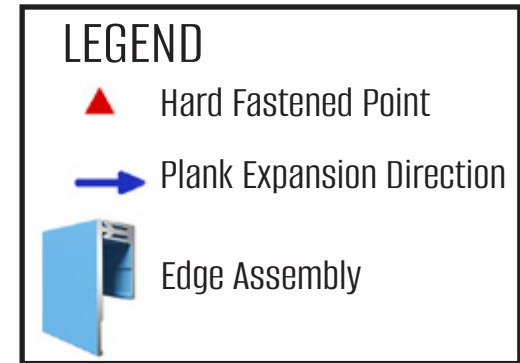 LEGEND
Hard Fastened Point
Plank Expansion Direction
Edge Assembly